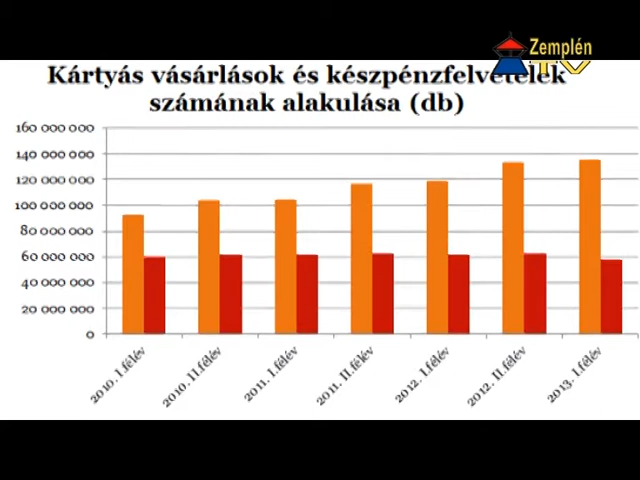 Zemplén
TV
Kártyás vásárlások és készpénzfelvételek
számának alakulása (db)
160 000 000
140 000 000
120 000 000
100 000 000
80 000 000
60 000 000
40 000 000
20 000 000
0
2010. I.félév
2010. II.félév
2011. I.félév
2011. II.félév
2012. I.félév
2012. II.félév
2013. I.félév